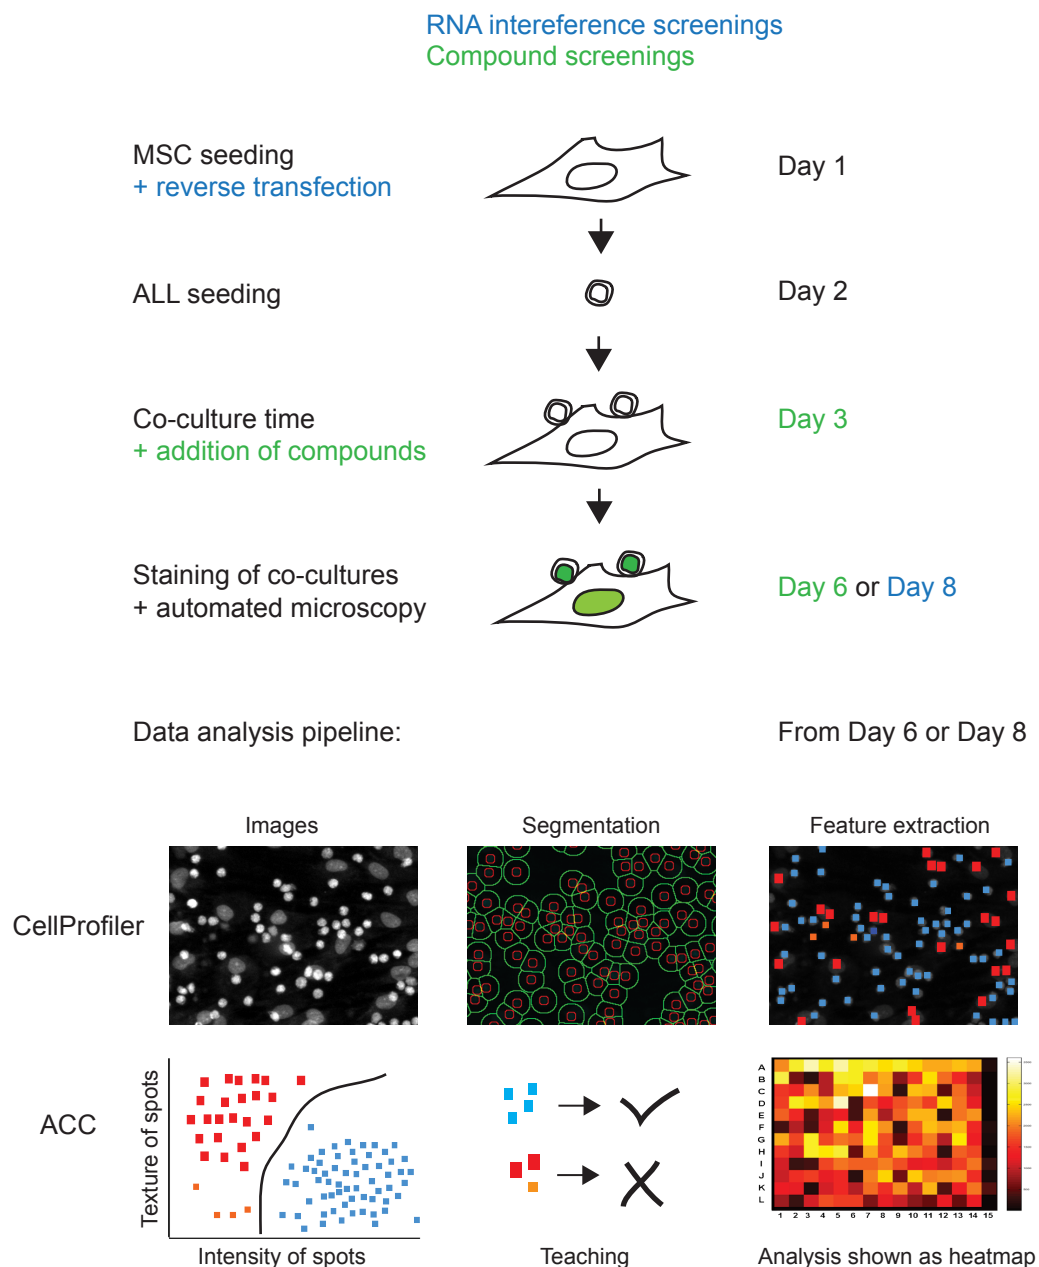 RNA intereference screenings
Compound screenings
MSC seeding
+ reverse transfection
Day 1
ALL seeding
Day 2
Co-culture time
+ addition of compounds
Day 3
Staining of co-cultures
+ automated microscopy
Day 6 or Day 8
Data analysis pipeline:
From Day 6 or Day 8
Images
Segmentation
Feature extraction
CellProfiler
ACC
Texture of spots
Intensity of spots
Teaching
A
B
C
D
E
F
G
H
I
J
K
L
1 2 3 4 5 6 7 8 9 10 11 12 13 14 15
Analysis shown as heatmap